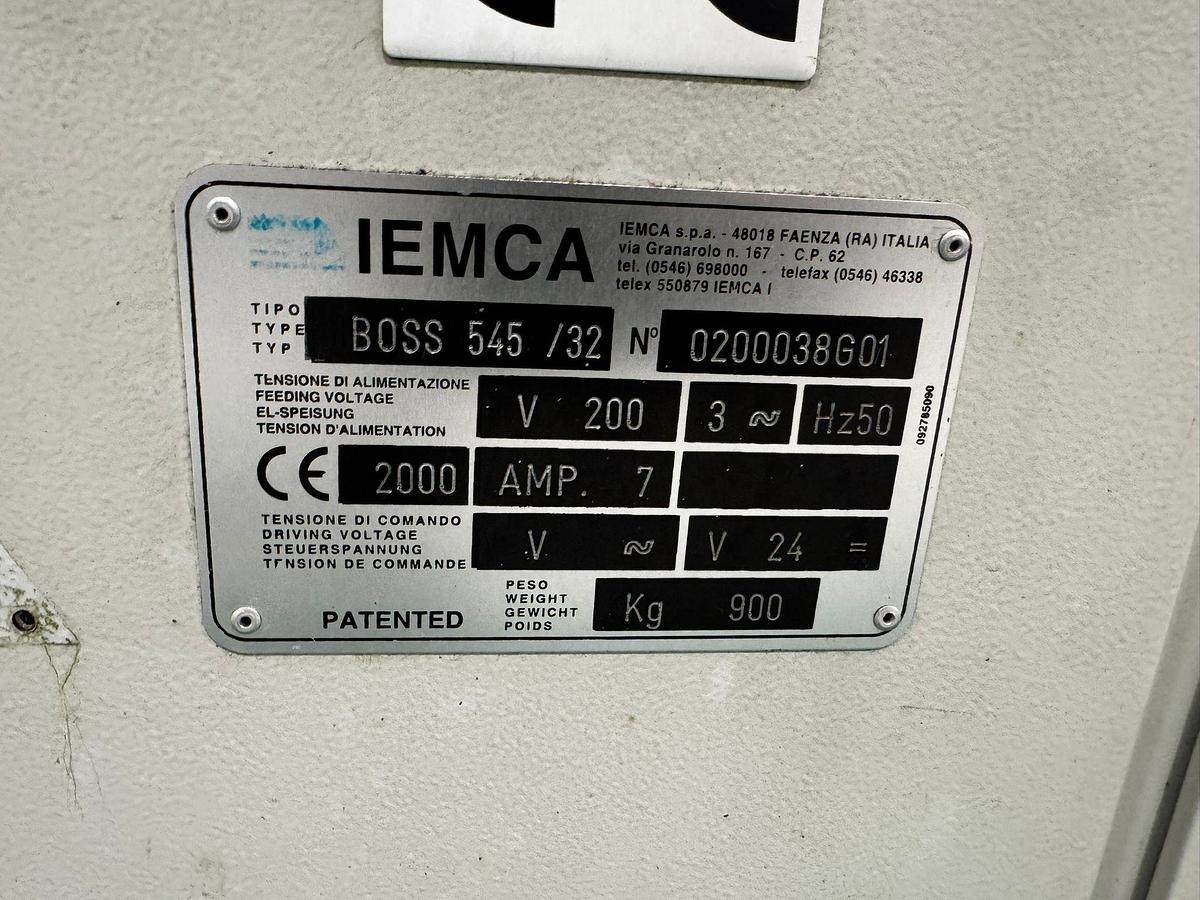 IEMCA
IEMCA s.p.a. - 48018 FAENZA (RA) ITALIA
via Granarolo n. 167 - C.P. 62
tel. (0546) 698000 - telefax (0546) 46338
telex 550879 IEMCA I
TIPO
TYPE
TYP
BOSS 545 /32
Nº
0200038G01
TENSIONE DI ALIMENTAZIONE
FEEDING VOLTAGE
EL-SPEISUNG
TENSION D'ALIMENTATION
V 200
3 ~
Hz50
092785090
CE
2000
AMP. 7
TENSIONE DI COMANDO
DRIVING VOLTAGE
STEUERSPANNUNG
TENSION DE COMMANDE
V ~
V 24 =
PATENTED
PESO
WEIGHT
GEWICHT
POIDS
Kg 900